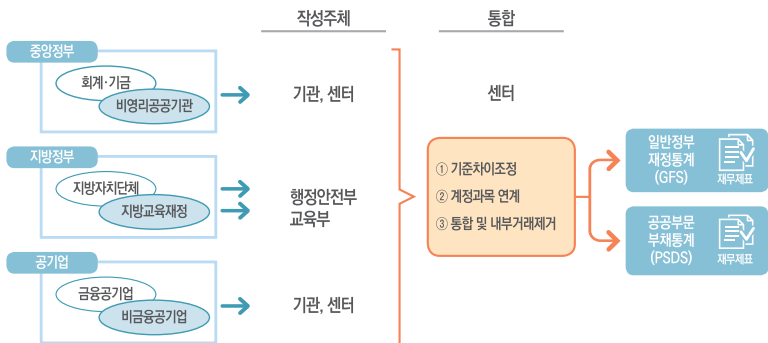 작성주체
통합
중앙정부
회계·기금
비영리공공기관
기관, 센터
센터
지방정부
지방자치단체
지방교육재정
행정안전부
교육부
① 기준차이조정
② 계정과목 연계
③ 통합 및 내부거래제거
일반정부
재정통계
(GFS)
재무제표
공공부문
부채통계
(PSDS)
재무제표
공기업
금융공기업
비금융공기업
기관, 센터